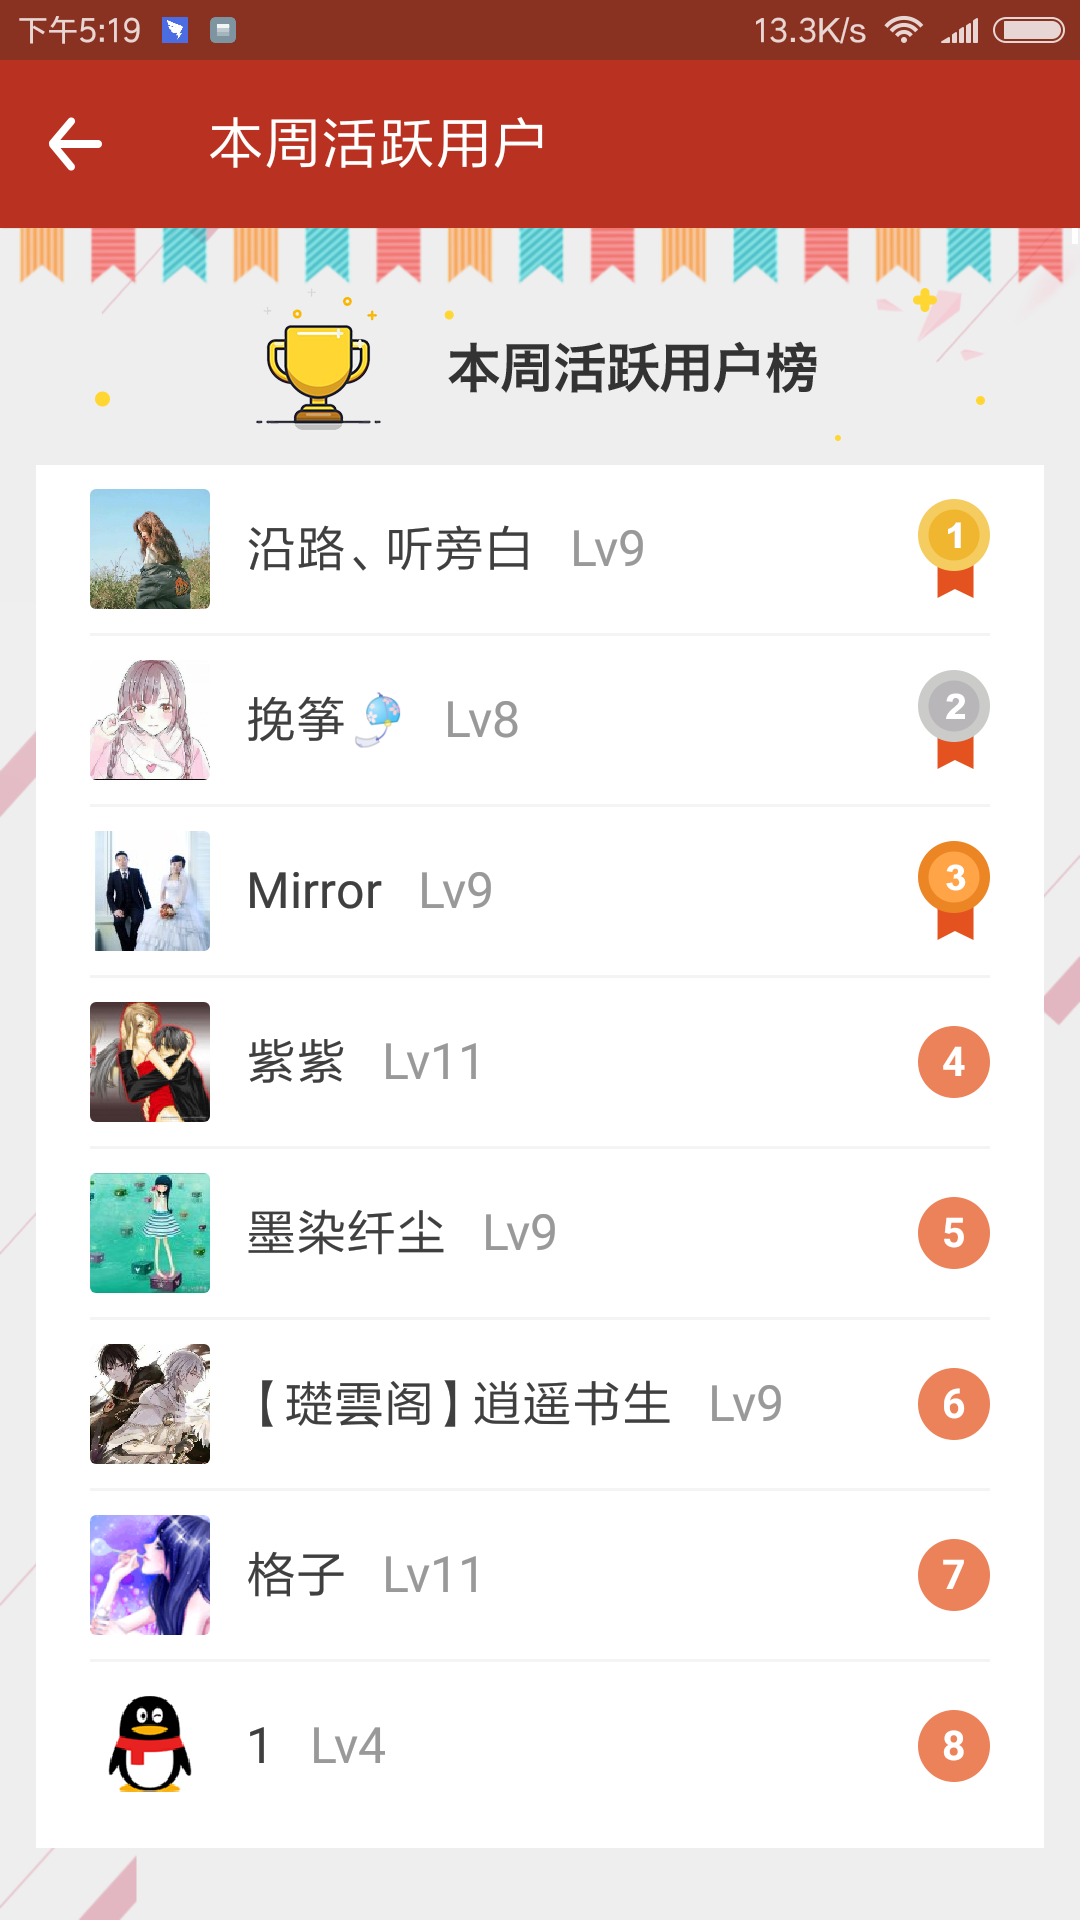 下午5:19 13.3K/s
本周活跃用户
本周活跃用户榜
沿路、听旁白 Lv9 1
挽筝 Lv8 2
Mirror Lv9 3
紫紫 Lv11 4
墨染纤尘 Lv9 5
【璴雲阁】逍遥书生 Lv9 6
格子 Lv11 7
1 Lv4 8